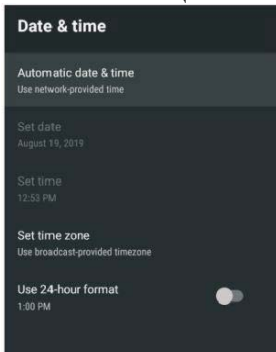 Date & time
Automatic date & time
Use network-provided time
Set date
August 19, 2019
Set time
12:53 PM
Set time zone
Use broadcast-provided timezone
Use 24-hour format
1:00 PM